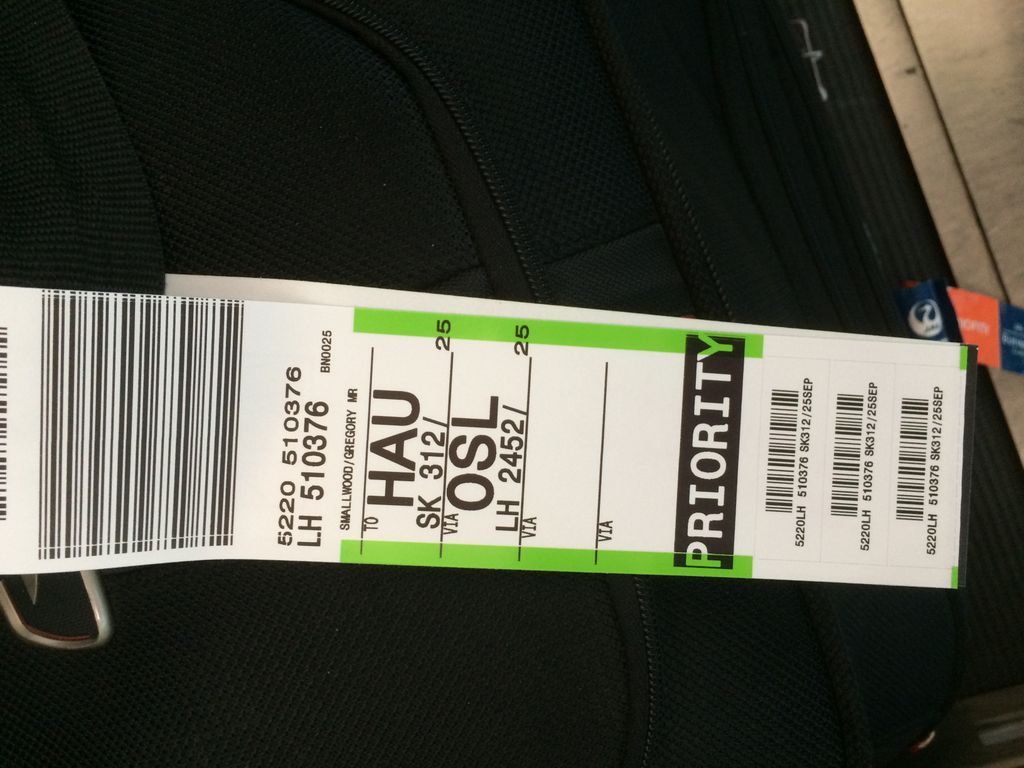 5220 510376
LH 510376
BN0025
SMALLWOOD/GREGORY MR
TO
HAU
SK 312/ 25
VIA
OSL
LH 2452/ 25
VIA
VIA
PRIORITY
5220LH 510376 SK312/25SEP
5220LH 510376 SK312/25SEP
5220LH 510376 SK312/25SEP